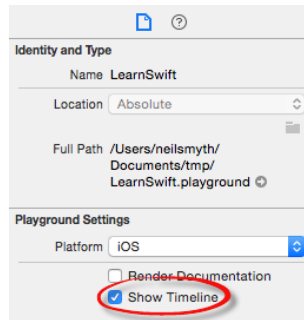 Identity and Type
Name LearnSwift
Location Absolute
Full Path /Users/neilsmyth/
Documents/tmp/
LearnSwift.playground
Playground Settings
Platform iOS
Render Documentation
Show Timeline